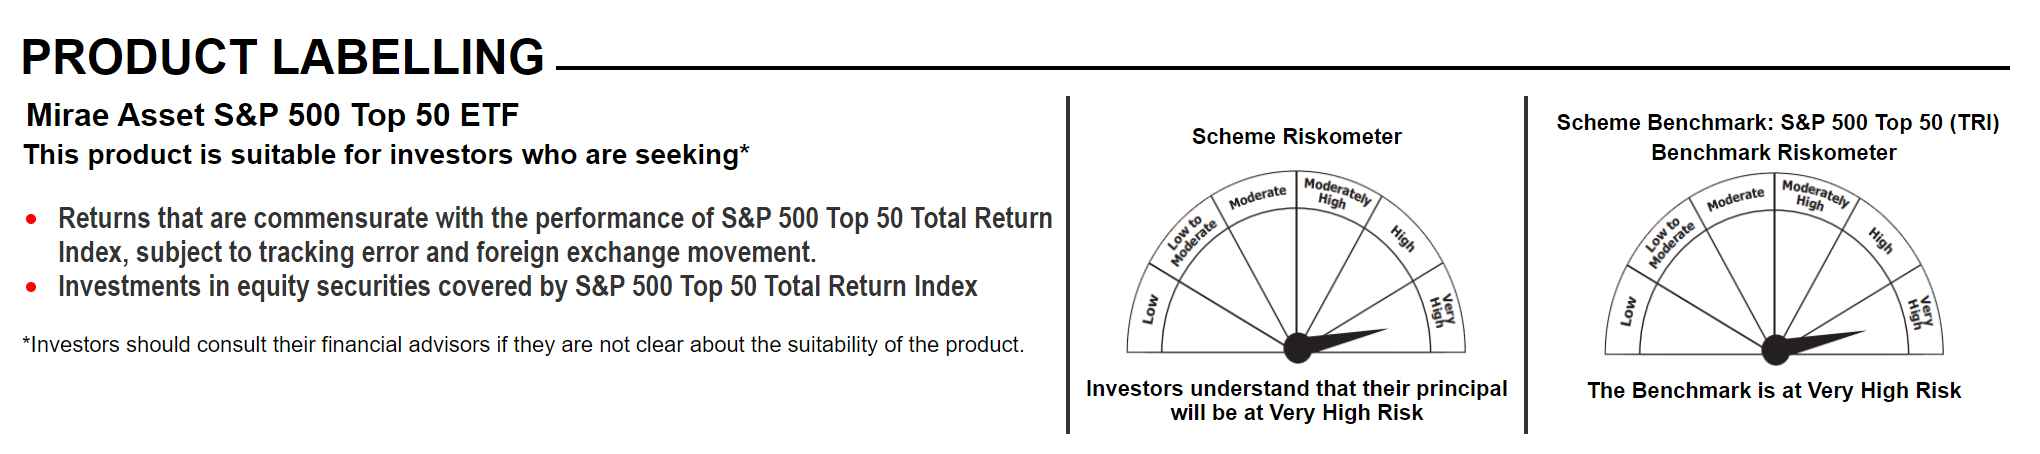 PRODUCT LABELLING
Mirae Asset S&P 500 Top 50 ETF
This product is suitable for investors who are seeking*
Returns that are commensurate with the performance of S&P 500 Top 50 Total Return
Index, subject to tracking error and foreign exchange movement.
Investments in equity securities covered by S&P 500 Top 50 Total Return Index
*Investors should consult their financial advisors if they are not clear about the suitability of the product.
Scheme Riskometer
Low
Low to
Moderate
Moderate
Moderately
High
High
Very
High
Investors understand that their principal
will be at Very High Risk
Scheme Benchmark: S&P 500 Top 50 (TRI)
Benchmark Riskometer
Low
Low to
Moderate
Moderate
Moderately
High
High
Very
High
The Benchmark is at Very High Risk